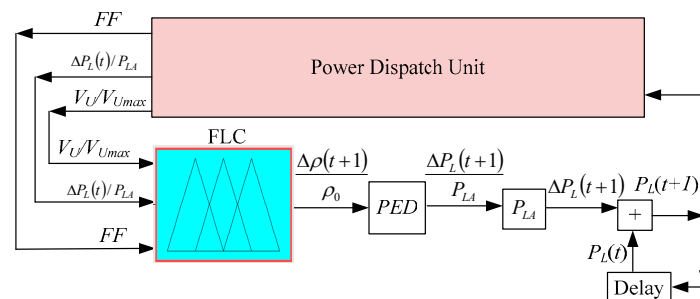 FF
ΔP_L(t)/P_LA
V_U/V_Umax
Power Dispatch Unit
FLC
V_U/V_Umax
ΔP_L(t)/P_LA
FF
Δρ(t+1)
ρ_0
PED
ΔP_L(t+1)
P_LA
P_LA
ΔP_L(t+1)
+
P_L(t+1)
P_L(t)
Delay